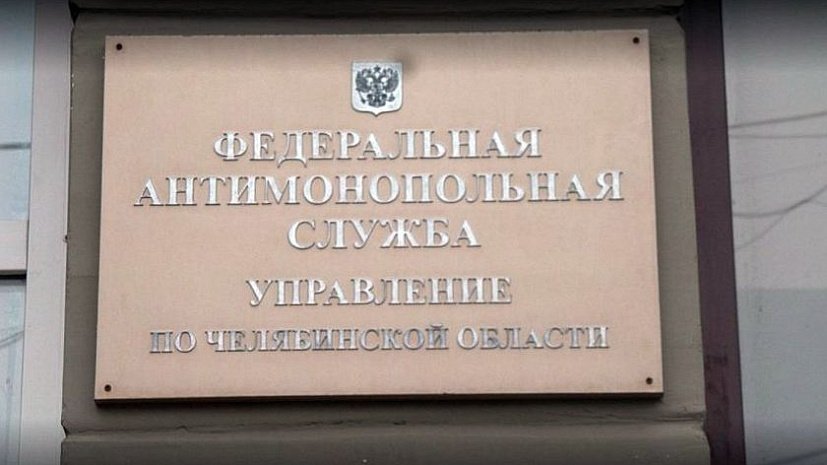 ФЕДЕРАЛЬНАЯ
АНТИМОНОПОЛЬНАЯ
СЛУЖБА
УПРАВЛЕНИЕ
ПО ЧЕЛЯБИНСКОЙ ОБЛАСТИ